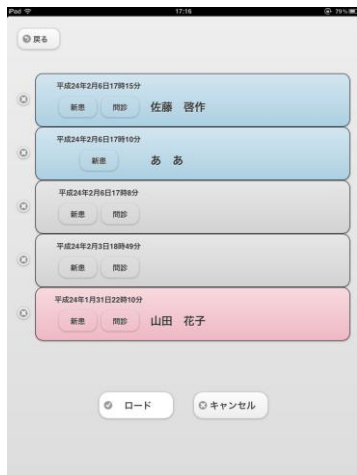 iPad 17:16 79%
戻る
平成24年2月6日17時15分
新患 問診 佐藤 啓作
平成24年2月6日17時10分
新患 あ あ
平成24年2月6日17時8分
新患 問診
平成24年2月3日18時49分
新患 問診
平成24年1月31日22時10分
新患 問診 山田 花子
ロード キャンセル